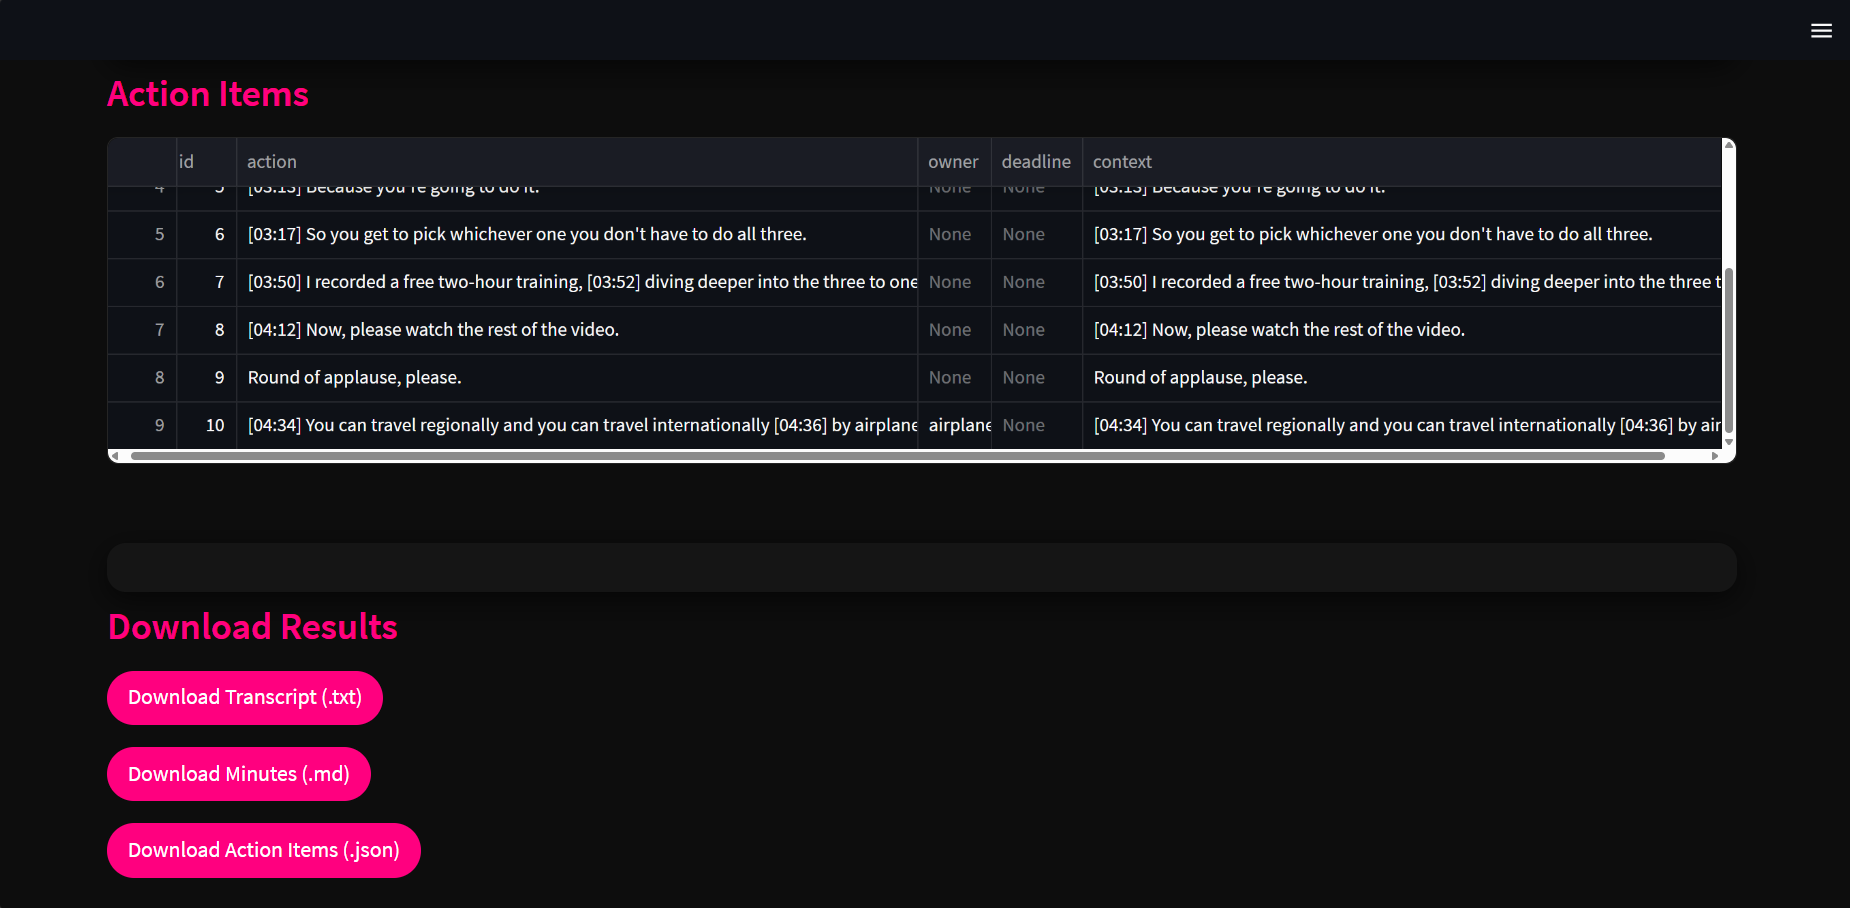 Action Items
id action owner deadline context
4 5 [03:13] Because you're going to do it. None None [03:13] Because you're going to do it.
5 6 [03:17] So you get to pick whichever one you don't have to do all three. None None [03:17] So you get to pick whichever one you don't have to do all three.
6 7 [03:50] I recorded a free two-hour training, [03:52] diving deeper into the three to one None None [03:50] I recorded a free two-hour training, [03:52] diving deeper into the three t
7 8 [04:12] Now, please watch the rest of the video. None None [04:12] Now, please watch the rest of the video.
8 9 Round of applause, please. None None Round of applause, please.
9 10 [04:34] You can travel regionally and you can travel internationally [04:36] by airplane airplane None [04:34] You can travel regionally and you can travel internationally [04:36] by air
Download Results
Download Transcript (.txt)
Download Minutes (.md)
Download Action Items (.json)